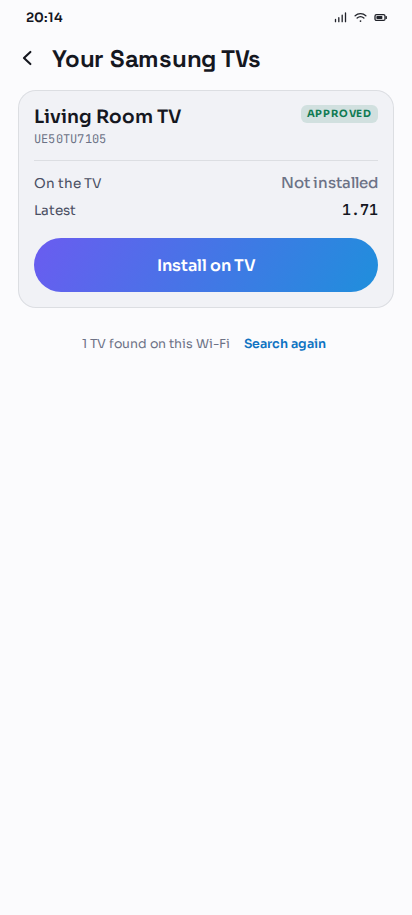 20:14
Your Samsung TVs
Living Room TV
APPROVED
UE50TU7105
On the TV
Not installed
Latest
1.71
Install on TV
1 TV found on this Wi-Fi
Search again